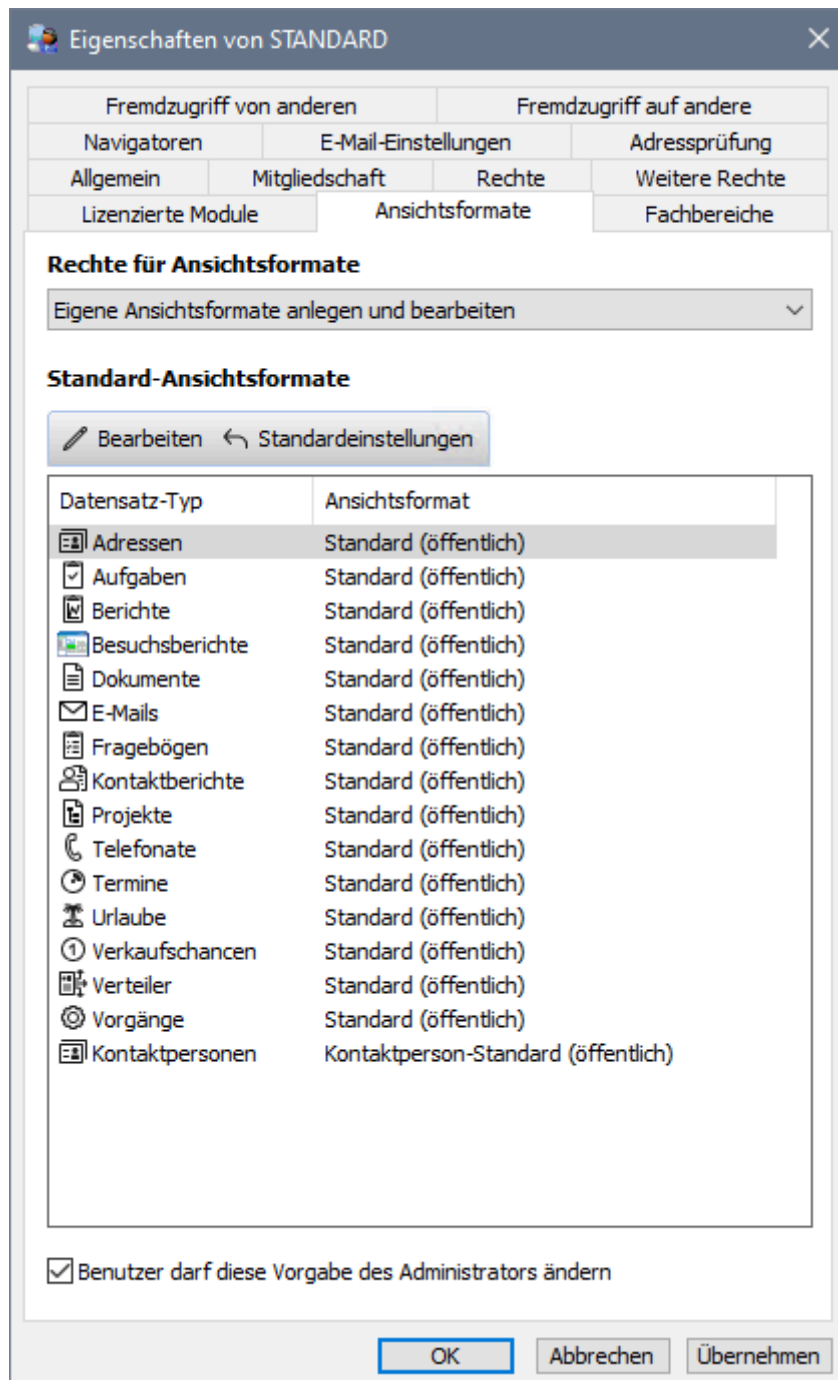 Eigenschaften von STANDARD
Fremdzugriff von anderen Fremdzugriff auf andere
Navigatoren E-Mail-Einstellungen Adressprüfung
Allgemein Mitgliedschaft Rechte Weitere Rechte
Lizenzierte Module Ansichtsformate Fachbereiche
Rechte für Ansichtsformate
Eigene Ansichtsformate anlegen und bearbeiten
Standard-Ansichtsformate
Bearbeiten Standardeinstellungen
Datensatz-Typ Ansichtsformat
Adressen Standard (öffentlich)
Aufgaben Standard (öffentlich)
Berichte Standard (öffentlich)
Besuchsberichte Standard (öffentlich)
Dokumente Standard (öffentlich)
E-Mails Standard (öffentlich)
Fragebögen Standard (öffentlich)
Kontaktberichte Standard (öffentlich)
Projekte Standard (öffentlich)
Telefonate Standard (öffentlich)
Termine Standard (öffentlich)
Urlaube Standard (öffentlich)
Verkaufschancen Standard (öffentlich)
Verteiler Standard (öffentlich)
Vorgänge Standard (öffentlich)
Kontaktpersonen Kontaktperson-Standard (öffentlich)
Benutzer darf diese Vorgabe des Administrators ändern
OK Abbrechen Übernehmen